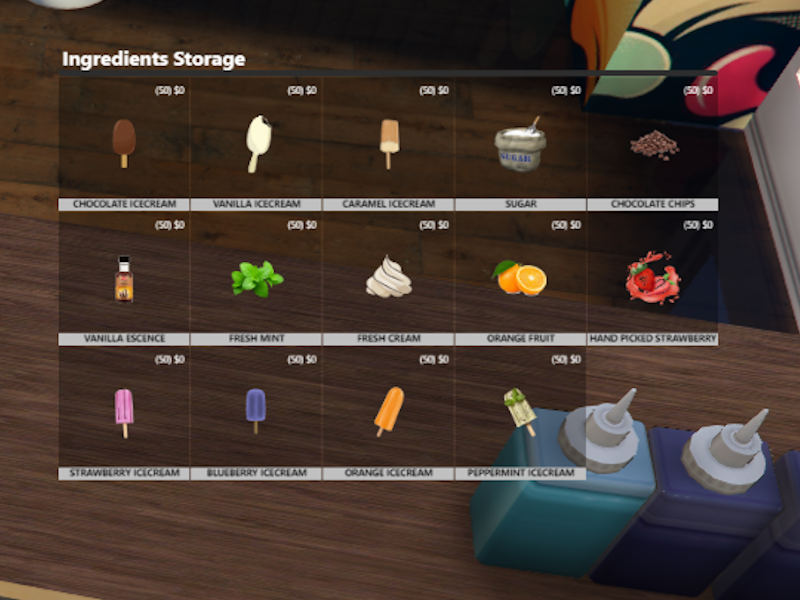 Ingredients Storage
(50) $0 (50) $0 (50) $0 (50) $0 (50) $0
SUGAR
CHOCOLATE ICECREAM VANILLA ICECREAM CARAMEL ICECREAM SUGAR CHOCOLATE CHIPS
(50) $0 (50) $0 (50) $0 (50) $0 (50) $0
VANILLA ESCENCE FRESH MINT FRESH CREAM ORANGE FRUIT HAND PICKED STRAWBERRY
(50) $0 (50) $0 (50) $0 (50) $0
STRAWBERRY ICECREAM BLUEBERRY ICECREAM ORANGE ICECREAM PEPPERMINT ICECREAM